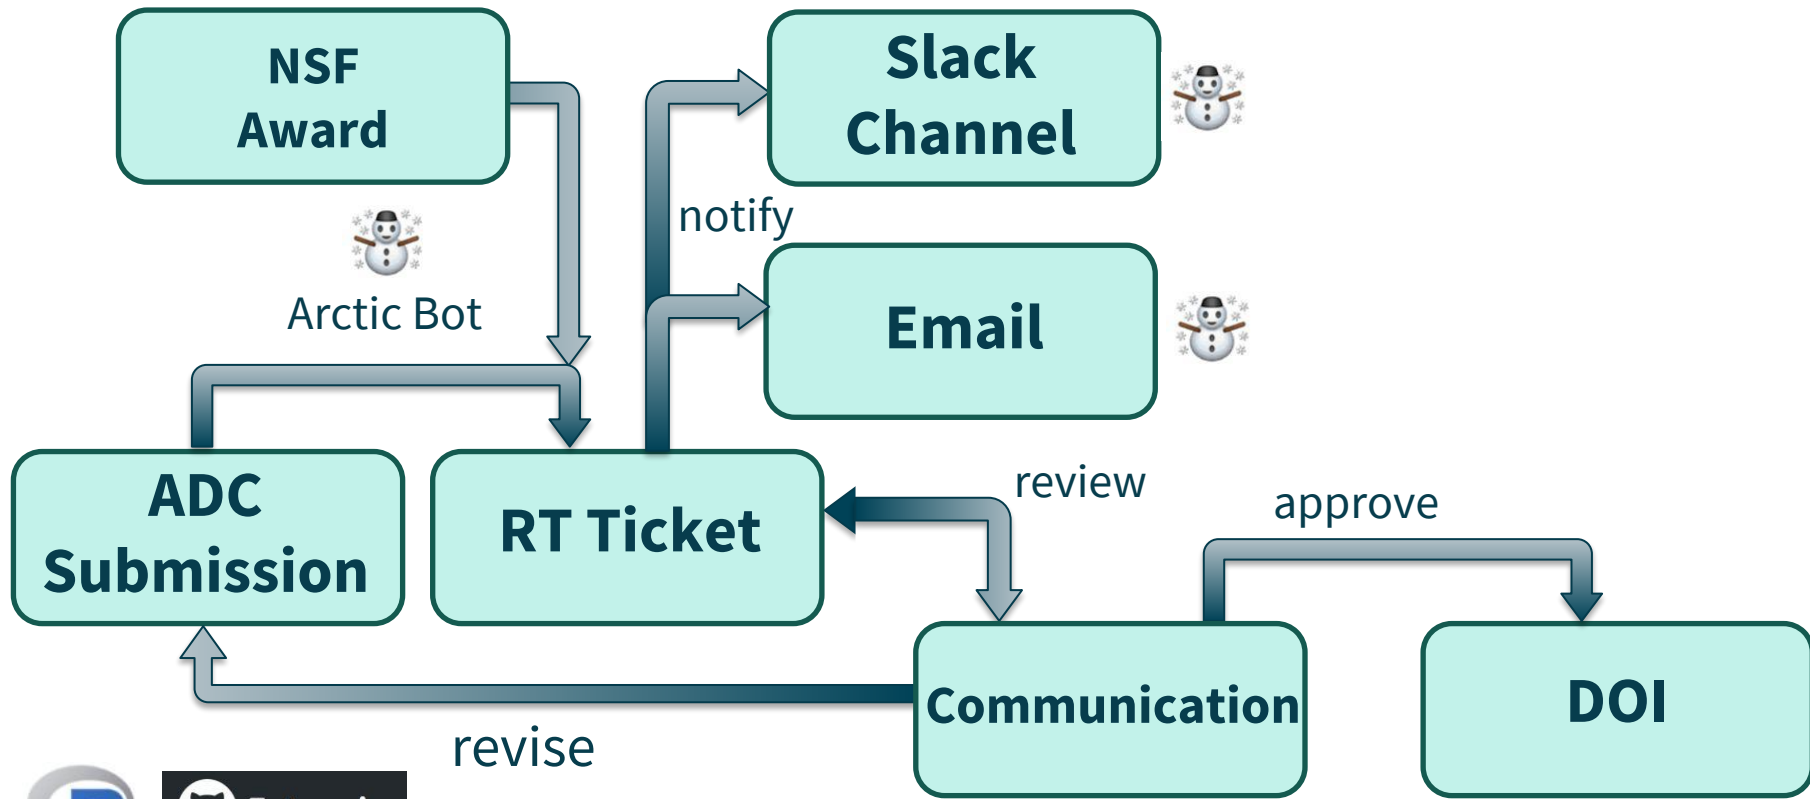 NSF
Award
Slack
Channel
notify
Arctic Bot
Email
ADC
Submission
RT Ticket
review
approve
Communication
DOI
revise